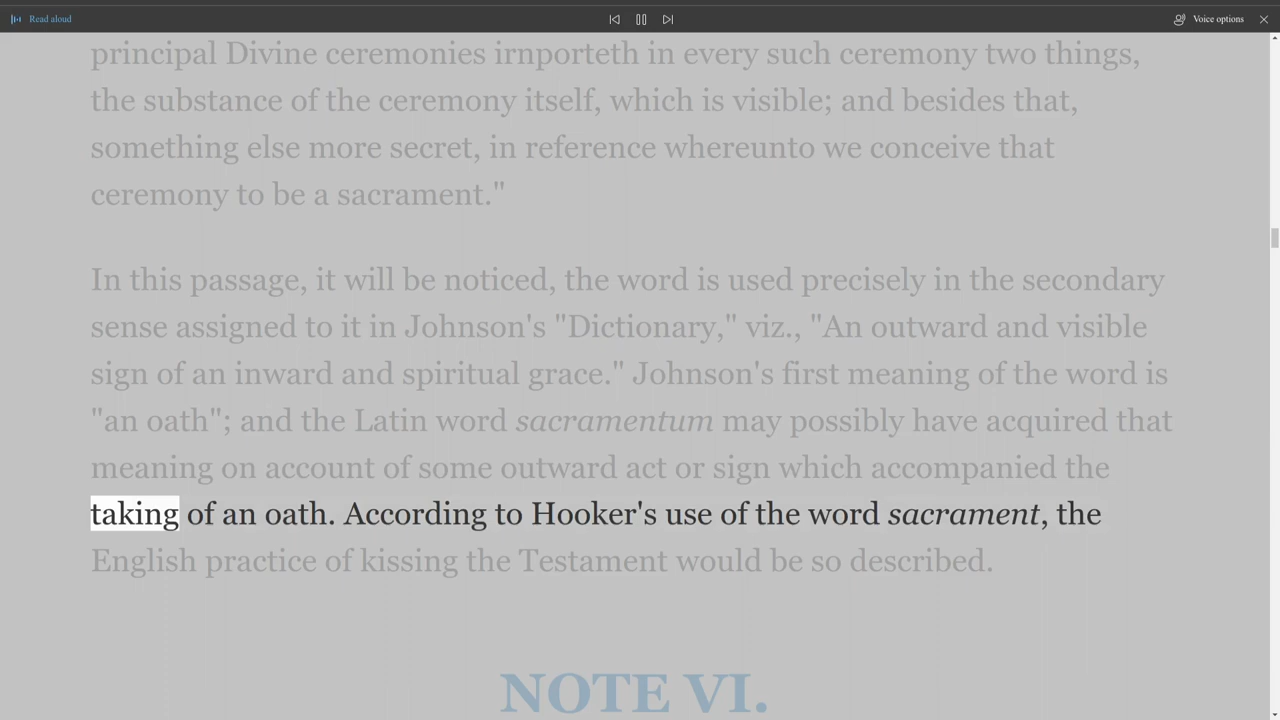 Read aloud
Voice options
principal Divine ceremonies irnporteth in every such ceremony two things,
the substance of the ceremony itself, which is visible; and besides that,
something else more secret, in reference whereunto we conceive that
ceremony to be a sacrament."
In this passage, it will be noticed, the word is used precisely in the secondary
sense assigned to it in Johnson's "Dictionary," viz., "An outward and visible
sign of an inward and spiritual grace." Johnson's first meaning of the word is
"an oath"; and the Latin word sacramentum may possibly have acquired that
meaning on account of some outward act or sign which accompanied the
taking of an oath. According to Hooker's use of the word sacrament, the
English practice of kissing the Testament would be so described.
NOTE VI.